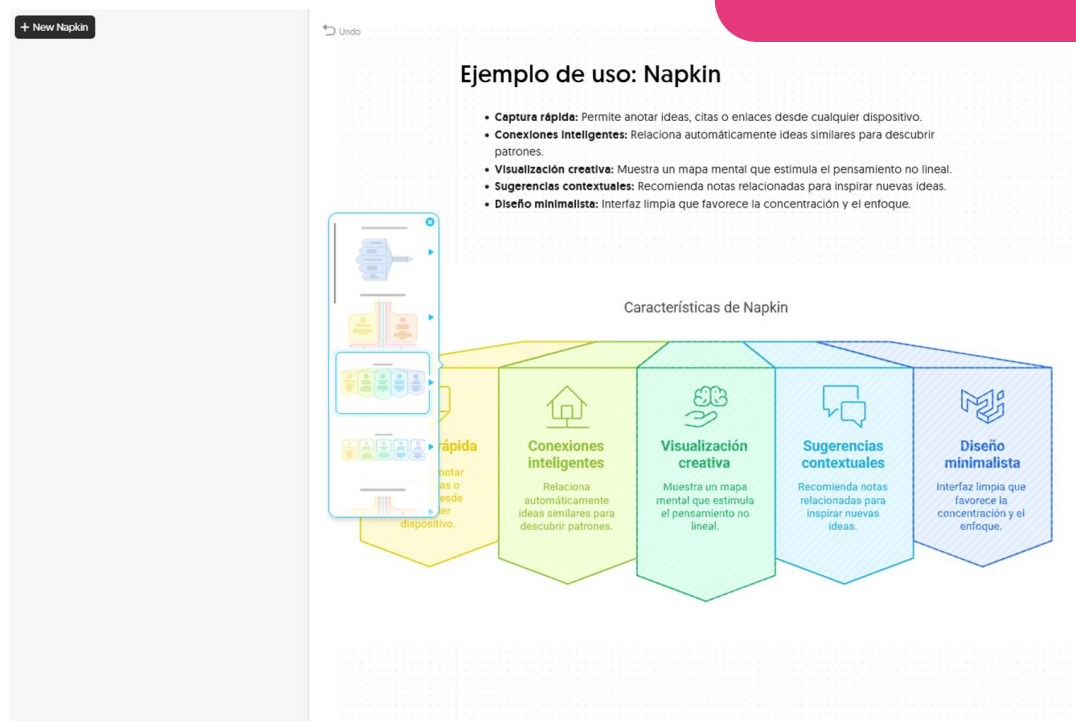 + New Napkin
Undo
Ejemplo de uso: Napkin
• Captura rápida: Permite anotar ideas, citas o enlaces desde cualquier dispositivo.
• Conexiones inteligentes: Relaciona automáticamente ideas similares para descubrir
patrones.
• Visualización creativa: Muestra un mapa mental que estimula el pensamiento no lineal.
• Sugerencias contextuales: Recomienda notas relacionadas para inspirar nuevas ideas.
• Diseño minimalista: Interfaz limpia que favorece la concentración y el enfoque.
Características de Napkin
rápida
dispositivo.
Conexiones
inteligentes
Relaciona
automáticamente
ideas similares para
descubrir patrones.
Visualización
creativa
Muestra un mapa
mental que estimula
el pensamiento no
lineal.
Sugerencias
contextuales
Recomienda notas
relacionadas para
inspirar nuevas
ideas.
Diseño
minimalista
Interfaz limpia que
favorece la
concentración y el
enfoque.